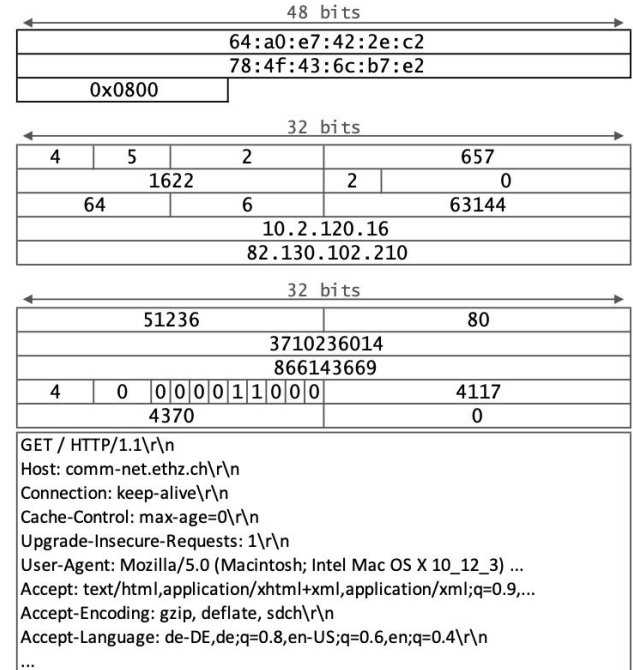 48 bits
64:a0:e7:42:2e:c2
78:4f:43:6c:b7:e2
0x0800
32 bits
4 5 2 657
1622 2 0
64 6 63144
10.2.120.16
82.130.102.210
32 bits
51236 80
3710236014
866143669
4 0 0 0 0 0 1 1 0 0 0 4117
4370 0
GET / HTTP/1.1\r\n
Host: comm-net.ethz.ch\r\n
Connection: keep-alive\r\n
Cache-Control: max-age=0\r\n
Upgrade-Insecure-Requests: 1\r\n
User-Agent: Mozilla/5.0 (Macintosh; Intel Mac OS X 10_12_3) ...
Accept: text/html,application/xhtml+xml,application/xml;q=0.9,...
Accept-Encoding: gzip, deflate, sdch\r\n
Accept-Language: de-DE,de;q=0.8,en-US;q=0.6,en;q=0.4\r\n
...